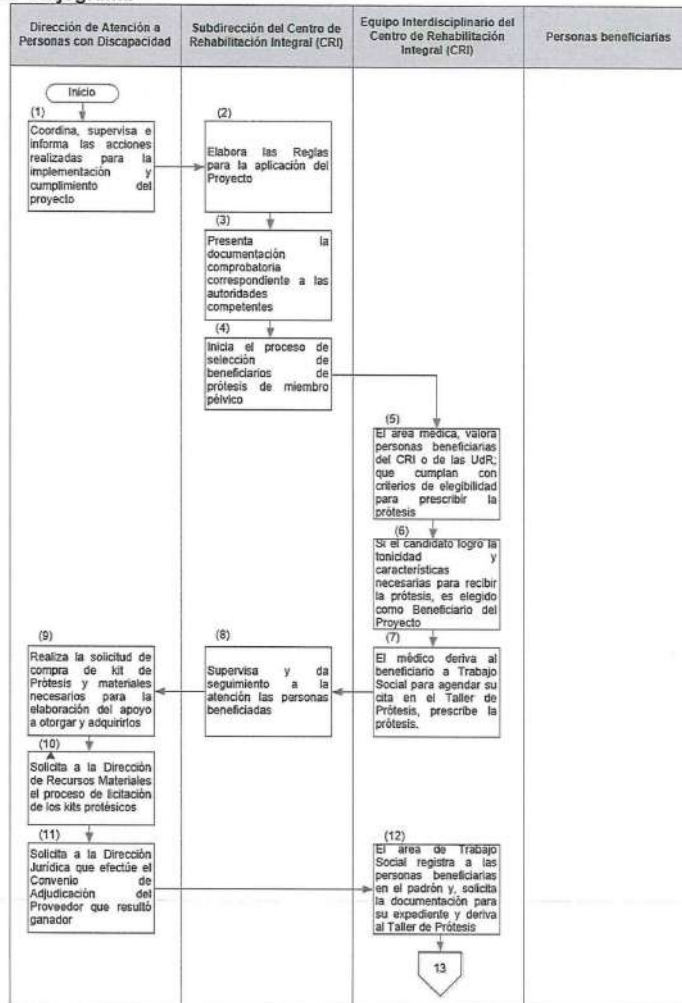 Dirección de Atención a
Personas con Discapacidad
Subdirección del Centro de
Rehabilitación Integral (CRI)
Equipo Interdisciplinario del
Centro de Rehabilitación
Integral (CRI)
Personas beneficiarias
Inicio
(1)
Coordina, supervisa e
informa las acciones
realizadas para la
implementación y
cumplimiento del
proyecto
(2)
Elabora las Reglas
para la aplicación del
Proyecto
(3)
Presenta la
documentación
comprobatoria
correspondiente a las
autoridades
competentes
(4)
Inicia el proceso de
selección de
beneficiarios de
prótesis de miembro
pélvico
(5)
El área médica, valora
personas beneficiarias
del CRI o de las UdR;
que cumplan con
criterios de elegibilidad
para prescribir la
prótesis
(6)
Si el candidato logro la
tonicidad y
características
necesarias para recibir
la prótesis, es elegido
como Beneficiario del
Proyecto
(7)
El médico deriva al
beneficiario a Trabajo
Social para agendar su
cita en el Taller de
Prótesis, prescribe la
prótesis.
(8)
Supervisa y da
seguimiento a la
atención las personas
beneficiadas
(9)
Realiza la solicitud de
compra de kit de
Prótesis y materiales
necesarios para la
elaboración del apoyo
a otorgar y adquirirlos
(10)
Solicita a la Dirección
de Recursos Materiales
el proceso de licitación
de los kits protésicos
(11)
Solicita a la Dirección
Jurídica que efectúe el
Convenio de
Adjudicación del
Proveedor que resultó
ganador
(12)
El área de Trabajo
Social registra a las
personas beneficiarias
en el padrón y, solicita
la documentación para
su expediente y deriva
al Taller de Prótesis
13